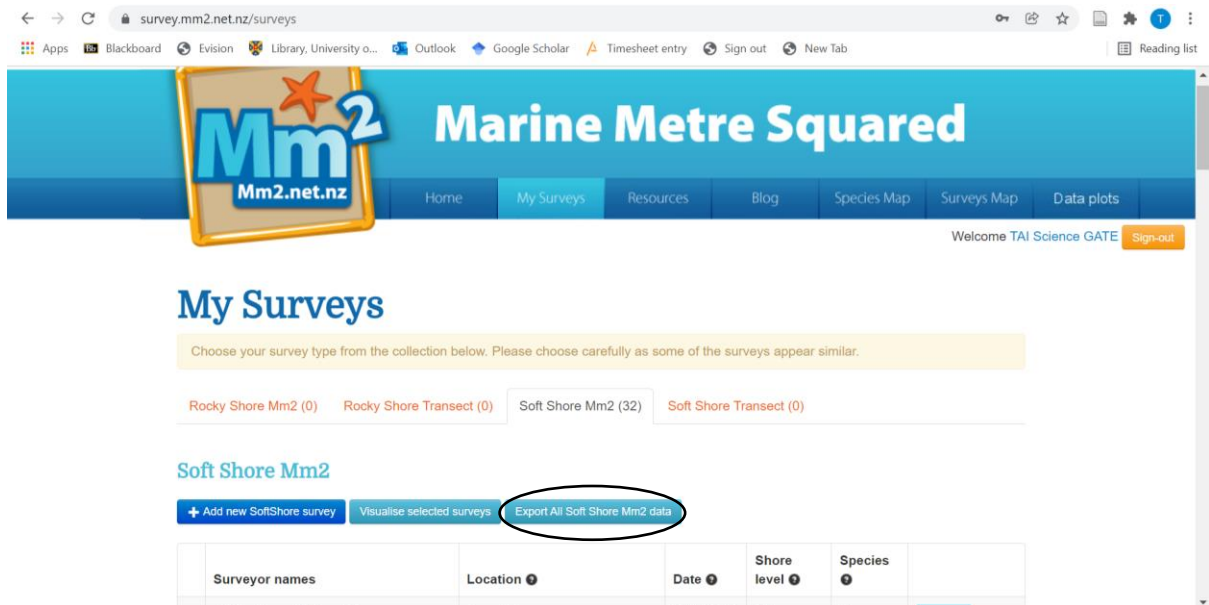 survey.mm2.net.nz/surveys
T
Apps Bb Blackboard Evision Library, University o... Outlook Google Scholar Timesheet entry Sign out New Tab Reading list
Mm2
Mm2.net.nz
Marine Metre Squared
Home My Surveys Resources Blog Species Map Surveys Map Data plots
Welcome TAI Science GATE Sign-out
My Surveys
Choose your survey type from the collection below. Please choose carefully as some of the surveys appear similar.
Rocky Shore Mm2 (0) Rocky Shore Transect (0) Soft Shore Mm2 (32) Soft Shore Transect (0)
Soft Shore Mm2
+ Add new SoftShore survey Visualise selected surveys Export All Soft Shore Mm2 data
Surveyor names Location ? Date ? Shore level ? Species ?